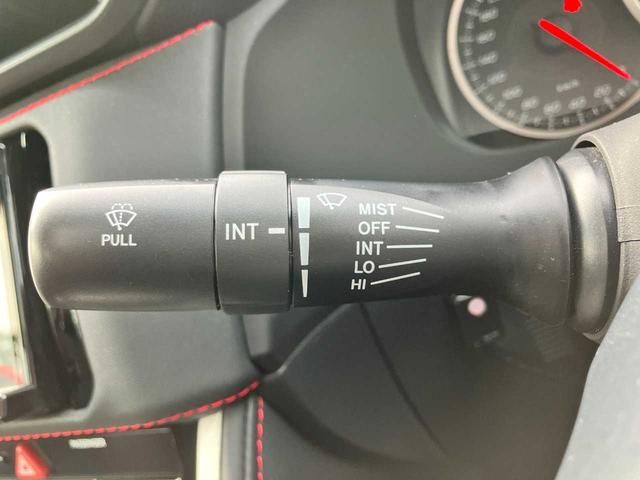 PULL
INT
MIST
OFF
INT
LO
HI